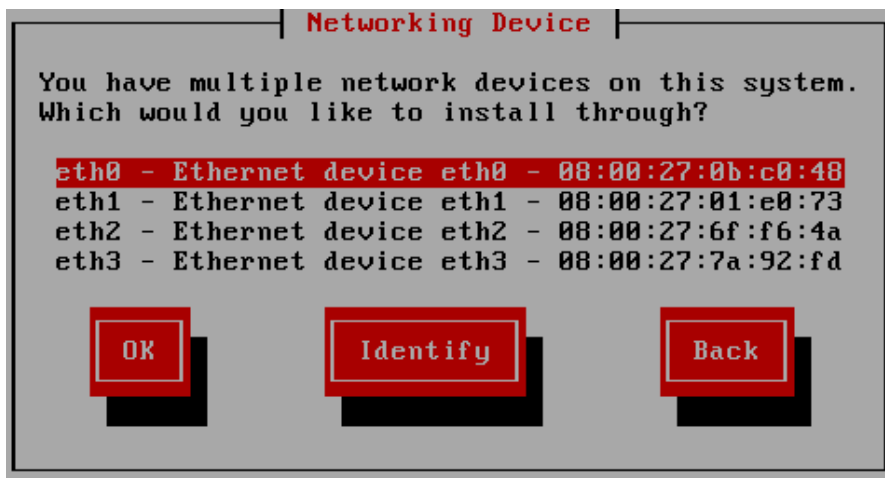 Networking Device
You have multiple network devices on this system.
Which would you like to install through?
eth0 - Ethernet device eth0 - 08:00:27:0b:c0:48
eth1 - Ethernet device eth1 - 08:00:27:01:e0:73
eth2 - Ethernet device eth2 - 08:00:27:6f:f6:4a
eth3 - Ethernet device eth3 - 08:00:27:7a:92:fd
OK Identify Back